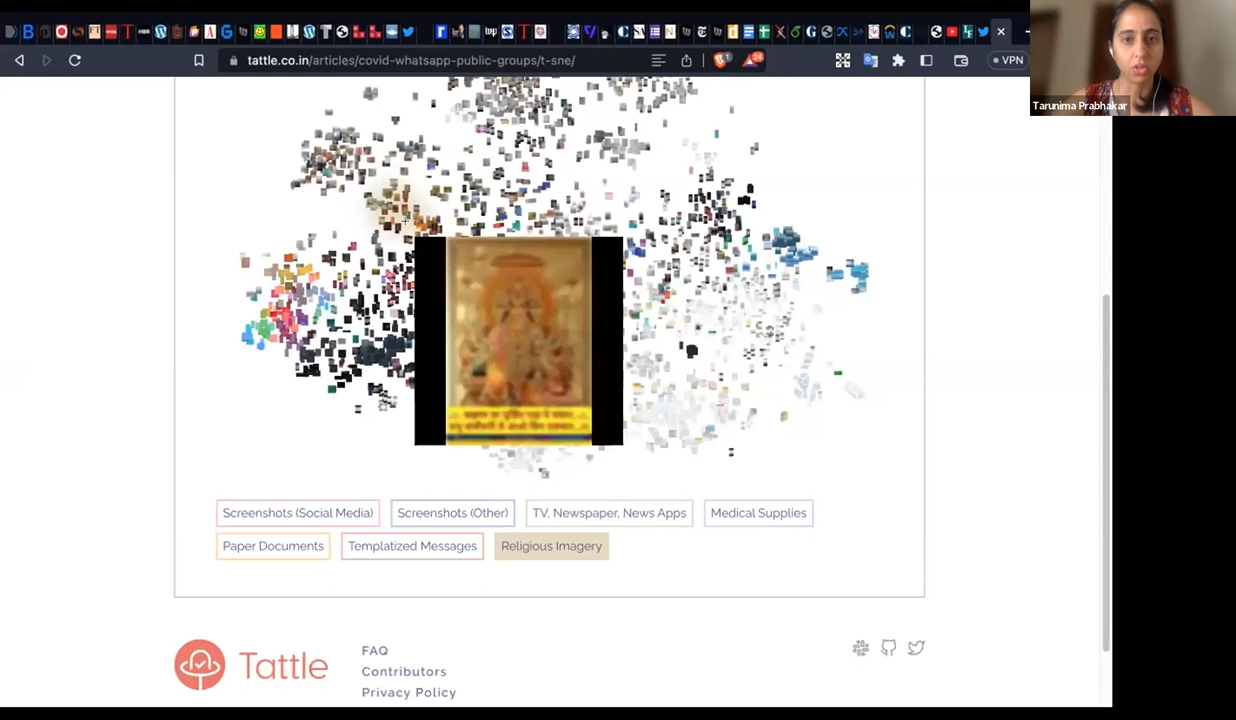 tattle.co.in/articles/covid-whatsapp-public-groups/t-sne/
VPN
Tarunima Prabhakar
Screenshots (Social Media)
Screenshots (Other)
TV, Newspaper, News Apps
Medical Supplies
Paper Documents
Templatized Messages
Religious Imagery
Tattle
FAQ
Contributors
Privacy Policy